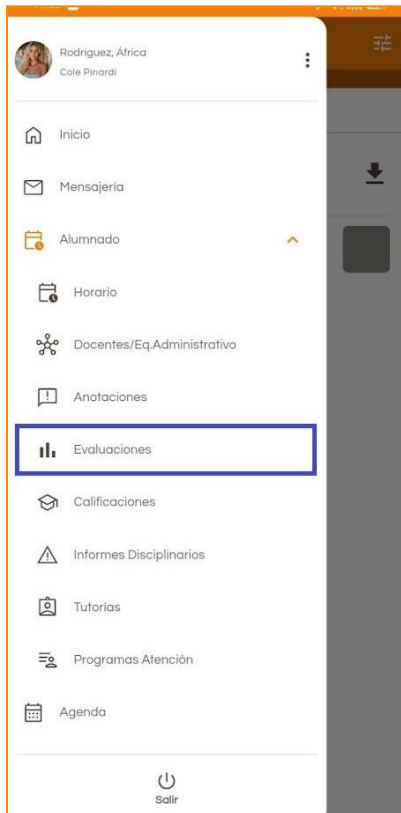 Rodriguez, África
Cole Pinardi
Inicio
Mensajería
Alumnado
Horario
Docentes/Eq.Administrativo
Anotaciones
Evaluaciones
Calificaciones
Informes Disciplinarios
Tutorías
Programas Atención
Agenda
Salir